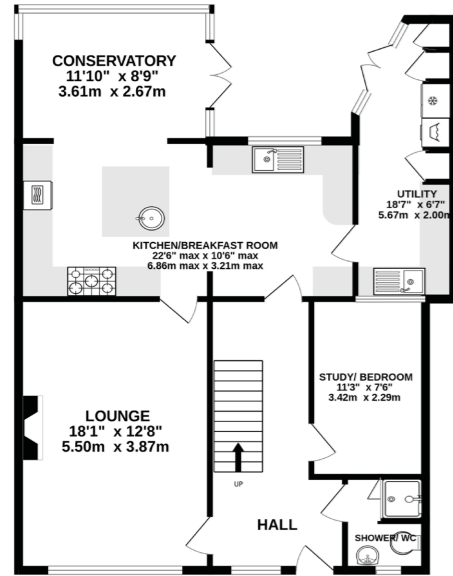 CONSERVATORY
11'10" x 8'9"
3.61m x 2.67m
UTILITY
18'7" x 6'7"
5.67m x 2.00m
KITCHEN/BREAKFAST ROOM
22'6" max x 10'6" max
6.86m max x 3.21m max
STUDY/ BEDROOM
11'3" x 7'6"
3.42m x 2.29m
LOUNGE
18'1" x 12'8"
5.50m x 3.87m
UP
HALL
SHOWER/ WC